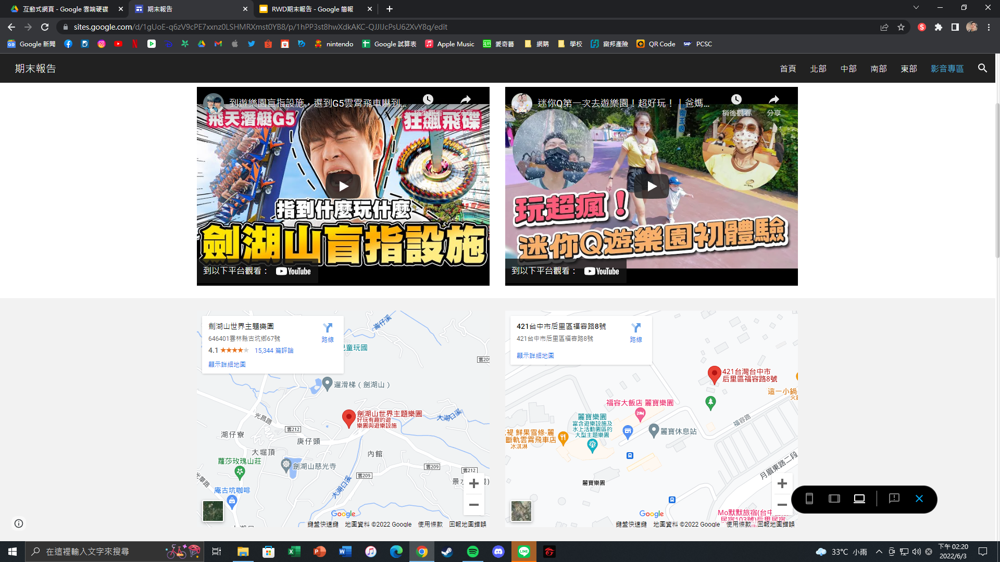 互動式網頁 - Google 雲端硬碟
期末報告
RWD期末報告 - Google 簡報
sites.google.com/d/1gUoE-q6zV9cPE7xxnz0LSHMRXmst0YB8/p/1hPP3st8hwXdkAKC-QJJIJcPsU62XvY8q/edit
Google 新聞
nintendo
Google 試算表
Apple Music
愛奇藝
網購
學校
富邦產險
QR Code
PCSC
期末報告
首頁
北部
中部
南部
東部
影音專區
到遊樂園盲指設施，選到G5雲霄飛車嚇到...
稍後觀看
分享
飛天潛艇G5
狂飆飛碟
指到什麼玩什麼
劍湖山盲指設施
到以下平台觀看：
YouTube
迷你Q第一次去遊樂園！超好玩！｜爸媽...
稍後觀看
分享
樂王國
玩超瘋！
迷你Q遊樂園初體驗
到以下平台觀看：
YouTube
劍湖山世界主題樂園
646401雲林縣古坑鄉67號
路線
4.1
15,344 篇評論
顯示詳細地圖
兒童玩國
崙仔溪
雲209
遛滑梯（劍湖山）
劍湖山世界主題樂園
好玩有趣的遊
樂園與遊樂設施
大湖口溪
光昌路
雲212
湖仔寮
庚仔頭
大堀頂
內館
蘿莎玫瑰山莊
劍湖山慈光寺
雲209
雲209
雲212
光華路
大湖口溪
庵古坑咖啡
Google
鍵盤快速鍵
地圖資料 ©2022 Google
使用條款
回報地圖錯誤
421台中市后里區福容路8號
421台中市后里區福容路8號
路線
顯示詳細地圖
421台灣台中市
后里區福容路8號
這一小鍋
福容大飯店 麗寶樂園
麗寶樂園
富含遊樂設施及
水上活動園區的
大型主題樂園
福容路
麗寶休息站
鮮果雪條-麗
斷軌雲霄飛車店
冰淇淋
月眉東路二段
麗寶樂園
Mo默默旅宿(台中
民宿103號)后里民宿
Google
鍵盤快速鍵
地圖資料 ©2022 Google
使用條款
回報地圖錯誤
在這裡輸入文字來搜尋
LINE
33°C 小雨
下午 02:20
2022/6/3